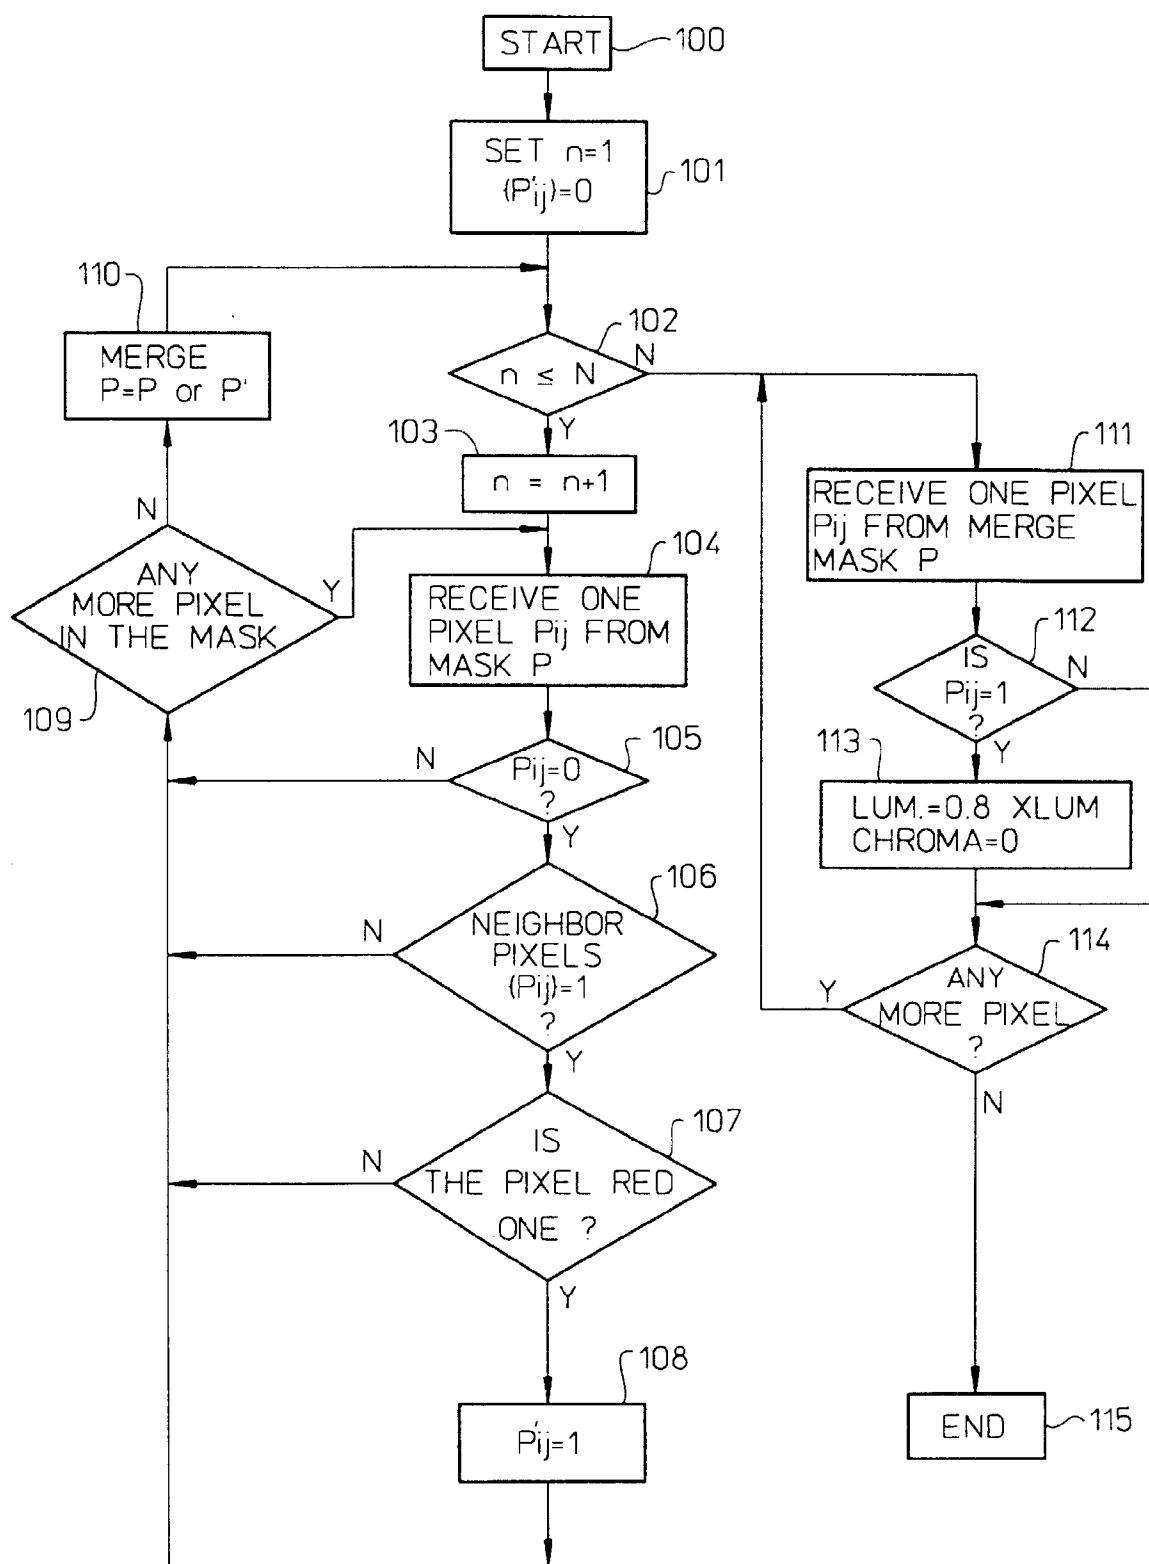 START
100
SET n=1
(P'ij)=0
101
110
MERGE
P=P or P'
102
n ≤ N
N
Y
103
n = n+1
N
ANY
MORE PIXEL
IN THE MASK
Y
109
104
RECEIVE ONE
PIXEL Pij FROM
MASK P
105
Pij=0
?
N
Y
106
NEIGHBOR
PIXELS
(Pij)=1
?
N
Y
107
IS
THE PIXEL RED
ONE ?
N
Y
108
P'ij=1
111
RECEIVE ONE PIXEL
Pij FROM MERGE
MASK P
112
IS
Pij=1
?
N
Y
113
LUM.=0.8 XLUM
CHROMA=0
114
ANY
MORE PIXEL
?
Y
N
END
115